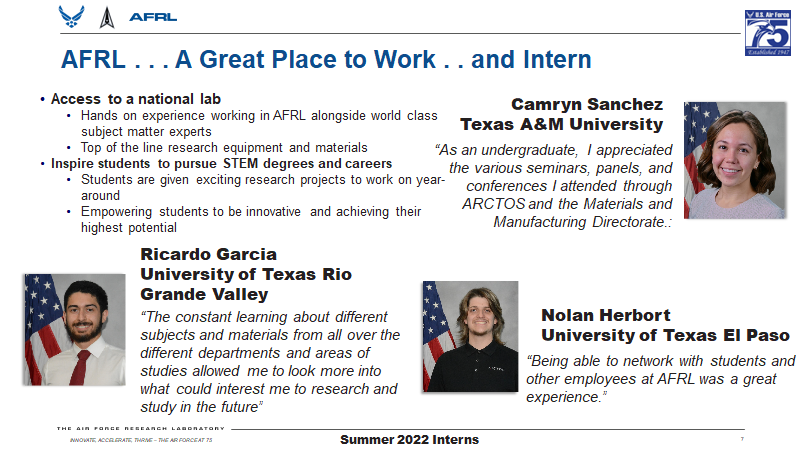 AFRL
U.S. Air Force
75
Established 1947
AFRL . . . A Great Place to Work . . and Intern
• Access to a national lab
• Hands on experience working in AFRL alongside world class
subject matter experts
• Top of the line research equipment and materials
• Inspire students to pursue STEM degrees and careers
• Students are given exciting research projects to work on year-
around
• Empowering students to be innovative and achieving their
highest potential
Camryn Sanchez
Texas A&M University
“As an undergraduate, I appreciated
the various seminars, panels, and
conferences I attended through
ARCTOS and the Materials and
Manufacturing Directorate.:
Ricardo Garcia
University of Texas Rio
Grande Valley
“The constant learning about different
subjects and materials from all over the
different departments and areas of
studies allowed me to look more into
what could interest me to research and
study in the future”
Nolan Herbort
University of Texas El Paso
“Being able to network with students and
other employees at AFRL was a great
experience.”
THE AIR FORCE RESEARCH LABORATORY
INNOVATE, ACCELERATE, THRIVE – THE AIR FORCE AT 75
Summer 2022 Interns
7